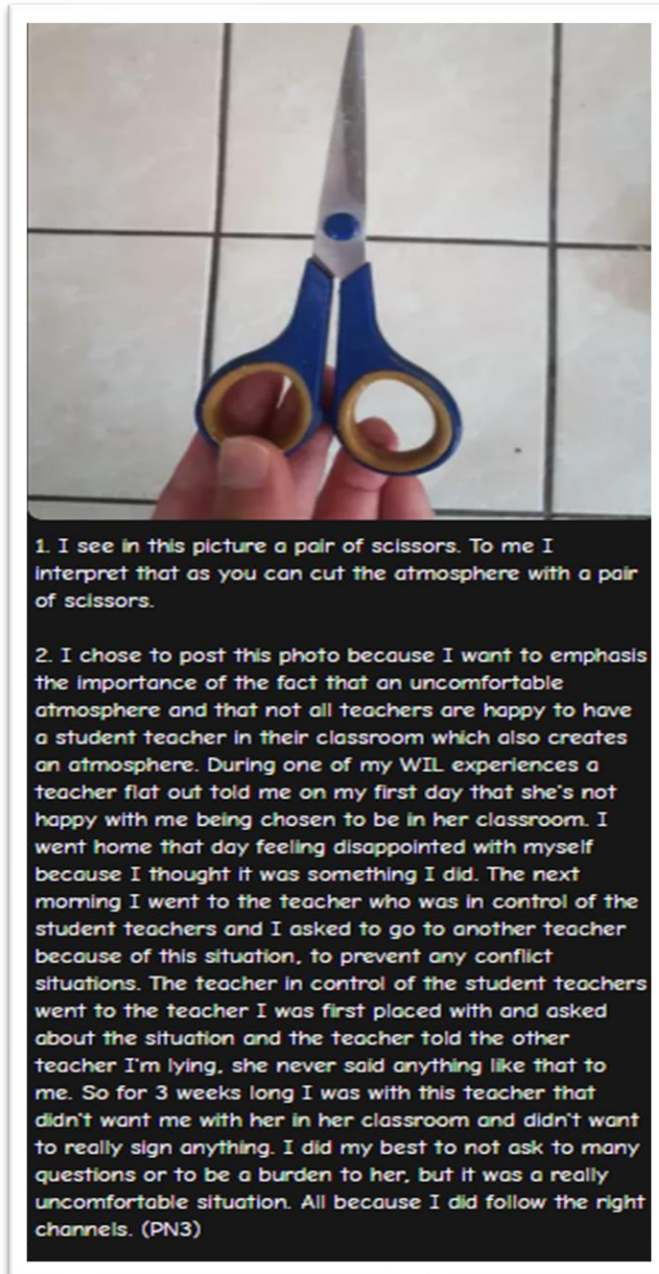 1. I see in this picture a pair of scissors. To me I
interpret that as you can cut the atmosphere with a pair
of scissors.
2. I chose to post this photo because I want to emphasis
the importance of the fact that an uncomfortable
atmosphere and that not all teachers are happy to have
a student teacher in their classroom which also creates
an atmosphere. During one of my WIL experiences a
teacher flat out told me on my first day that she's not
happy with me being chosen to be in her classroom. I
went home that day feeling disappointed with myself
because I thought it was something I did. The next
morning I went to the teacher who was in control of the
student teachers and I asked to go to another teacher
because of this situation, to prevent any conflict
situations. The teacher in control of the student teachers
went to the teacher I was first placed with and asked
about the situation and the teacher told the other
teacher I'm lying, she never said anything like that to
me. So for 3 weeks long I was with this teacher that
didn't want me with her in her classroom and didn't want
to really sign anything. I did my best to not ask to many
questions or to be a burden to her, but it was a really
uncomfortable situation. All because I did follow the right
channels. (PN3)